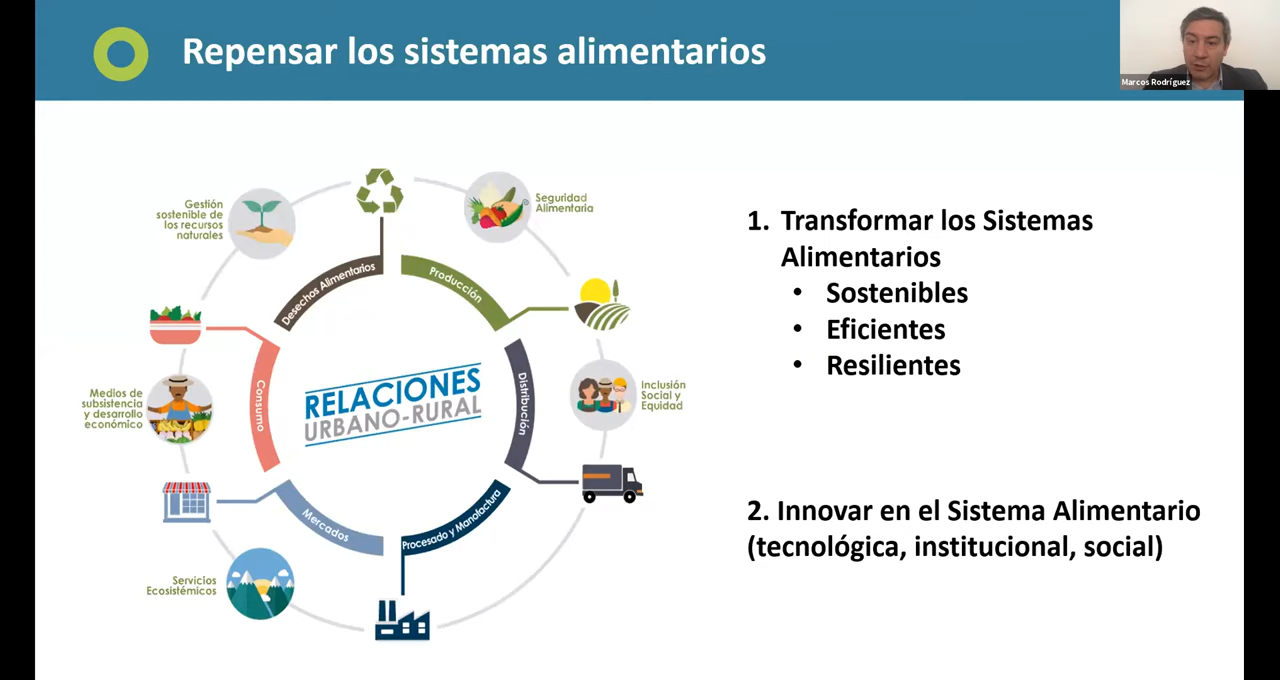 Repensar los sistemas alimentarios
Marcos Rodríguez
Gestión
sostenible de
los recursos
naturales
Seguridad
Alimentaria
Desechos Alimentarios
Producción
Medios de
subsistencia
y desarrollo
económico
Consumo
RELACIONES
URBANO-RURAL
Distribución
Inclusión
Social y
Equidad
Mercados
Procesado y Manofactura
Servicios
Ecosistémicos
1. Transformar los Sistemas
Alimentarios
• Sostenibles
• Eficientes
• Resilientes
2. Innovar en el Sistema Alimentario
(tecnológica, institucional, social)